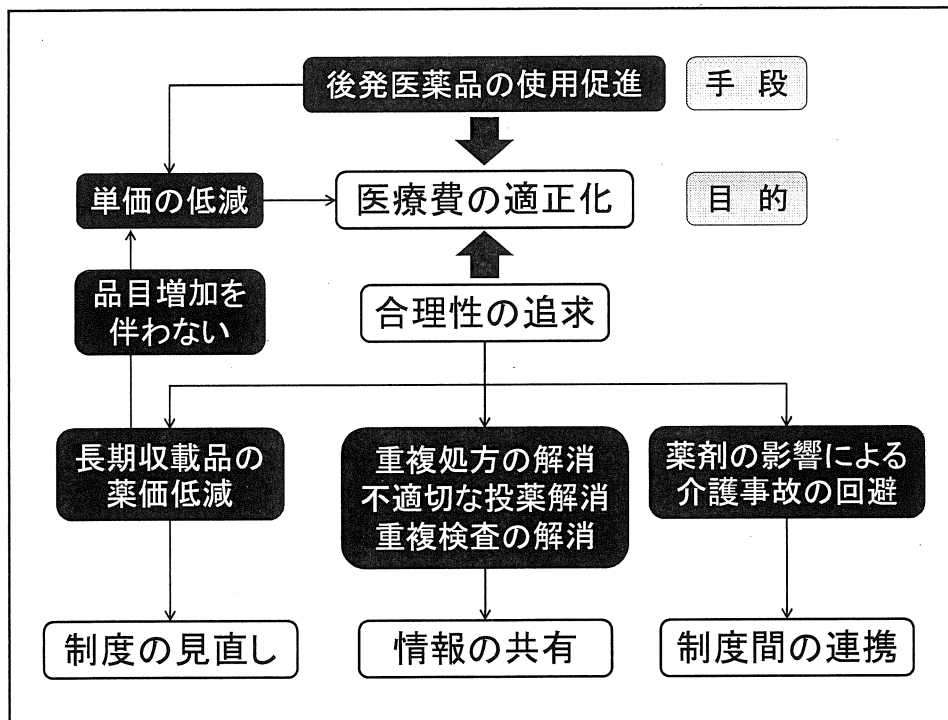 後発医薬品の使用促進
手段
単価の低減
医療費の適正化
目的
品目増加を
伴わない
合理性の追求
長期収載品の
薬価低減
重複処方の解消
不適切な投薬解消
重複検査の解消
薬剤の影響による
介護事故の回避
制度の見直し
情報の共有
制度間の連携